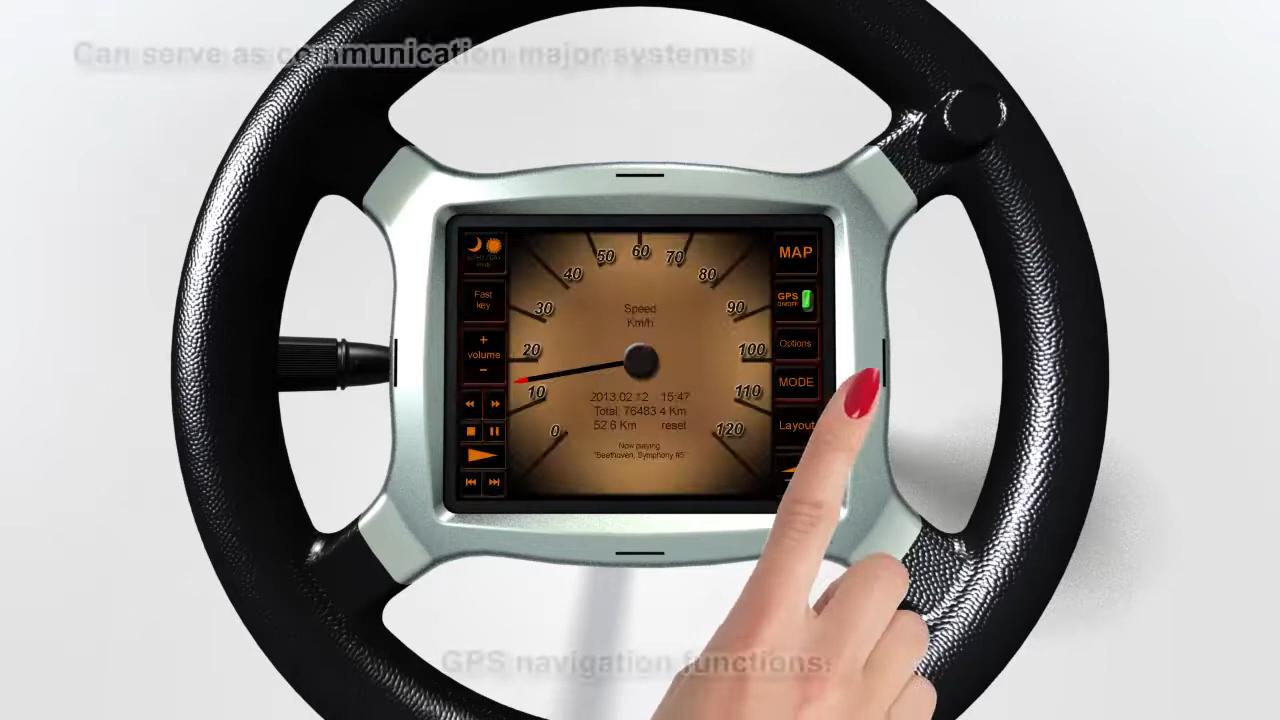 Can serve as communication major systems;
50 60 70
40 80
30 90
20 100
10 110
0 120
Speed
Km/h
2013.02.12 15:47
Total: 76483.4 Km
52.6 Km reset
Now playing
"Beethoven, Symphony #5"
Fast
key
+
volume
−
MAP
GPS
ON/OFF
Options
MODE
Layout
GPS navigation functions;